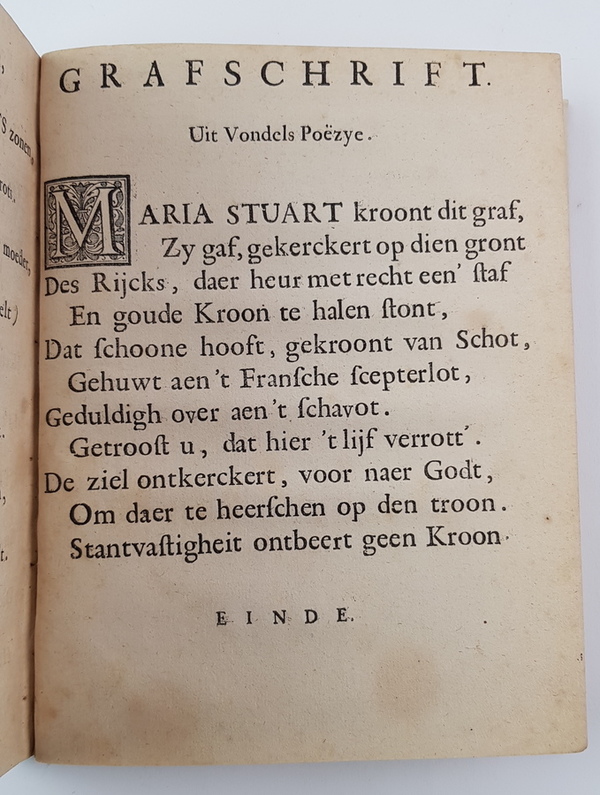 GRAFSCHRIFT.
Uit Vondels Poëzye.
MARIA STUART kroont dit graf,
Zy gaf, gekerckert op dien gront
Des Rijcks, daer heur met recht een' ſtaf
En goude Kroon te halen ſtont,
Dat ſchoone hooft, gekroont van Schot,
Gehuwt aen 't Franſche ſcepterlot,
Geduldigh over aen 't ſchavot.
Getrooſt u, dat hier 't lijf verrott'.
De ziel ontkerckert, voor naer Godt,
Om daer te heerſchen op den troon.
Stantvaſtigheit ontbeert geen Kroon.
EINDE.
zonen,
moeder,